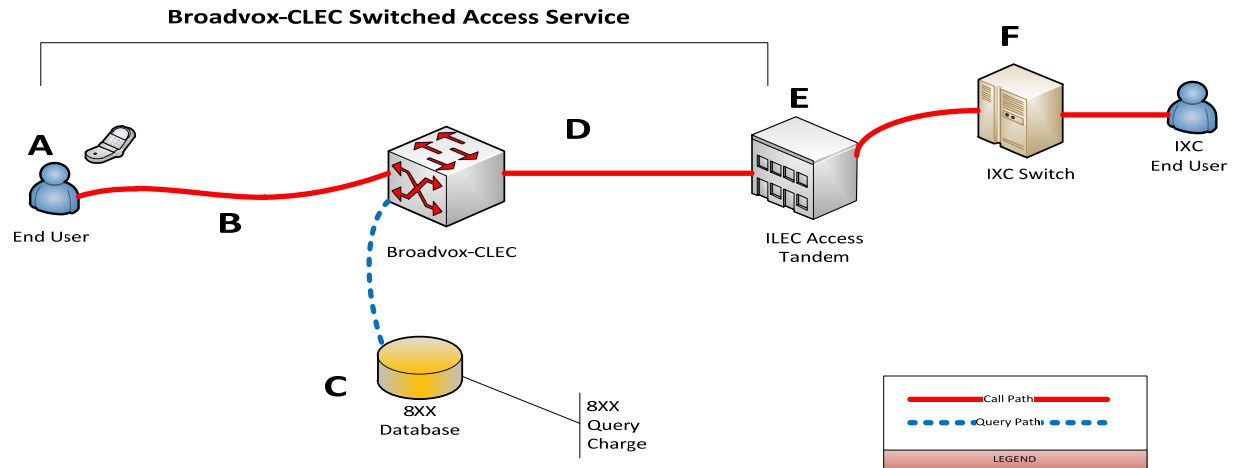 Broadvox-CLEC Switched Access Service
F
E
D
A
IXC
End User
IXC Switch
B
End User
Broadvox-CLEC
ILEC Access
Tandem
C
8XX
Database
8XX
Query
Charge
Call Path
Query Path
LEGEND